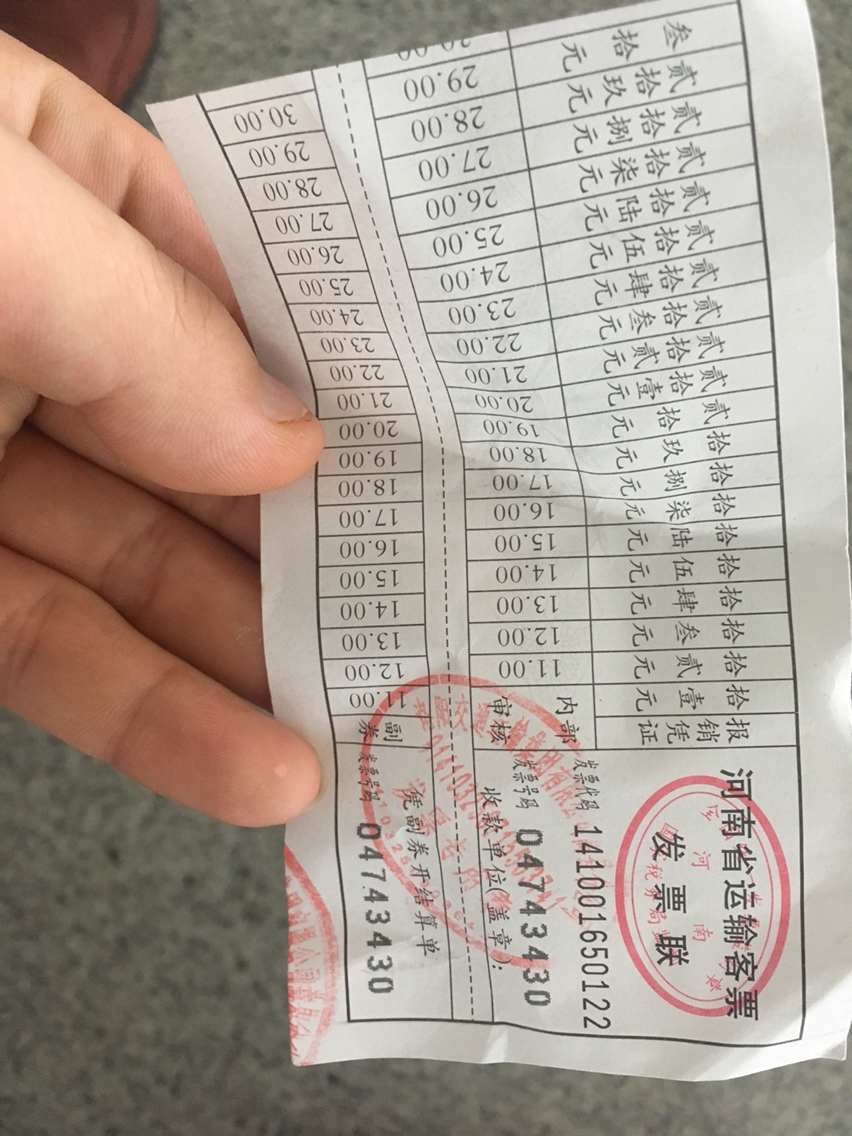 河南省运输客票
发票联
发票代码 141001650122
发票号码 04743430
收款单位(盖章):
凭副券开结算单
发票号码 04743430
报销凭证
拾壹元
拾贰元
拾叁元
拾肆元
拾伍元
拾陆元
拾柒元
拾捌元
拾玖元
贰拾元
贰拾壹元
贰拾贰元
贰拾叁元
贰拾肆元
贰拾伍元
贰拾陆元
贰拾柒元
贰拾捌元
贰拾玖元
叁拾元
内部审核
11.00
12.00
13.00
14.00
15.00
16.00
17.00
18.00
19.00
20.00
21.00
22.00
23.00
24.00
25.00
26.00
27.00
28.00
29.00
30.00
副券
11.00
12.00
13.00
14.00
15.00
16.00
17.00
18.00
19.00
20.00
21.00
22.00
23.00
24.00
25.00
26.00
27.00
28.00
29.00
30.00